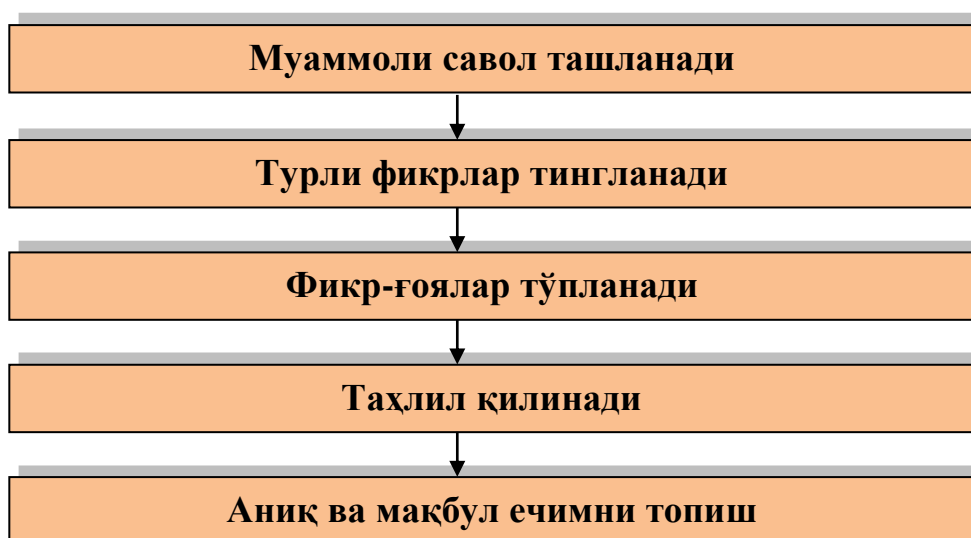 Муаммоли савол ташланади
Турли фикрлар тингланади
Фикр-ғоялар тўпланади
Таҳлил қилинади
Аниқ ва мақбул ечимни топиш